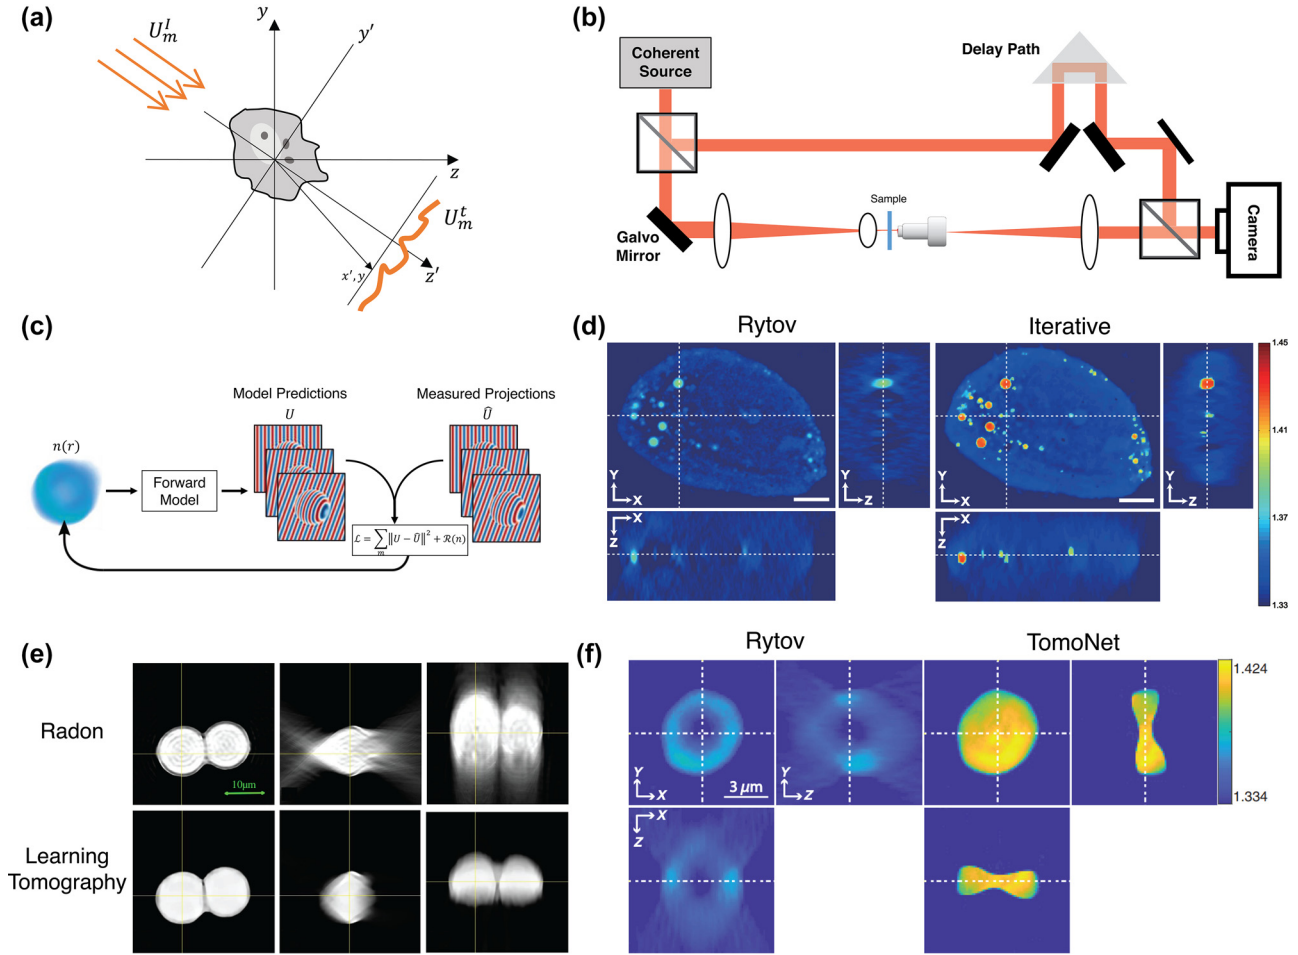 (a)
U_m^I
y
y′
z
U_m^t
x′, y
z′
(b)
Coherent
Source
Delay Path
Galvo
Mirror
Sample
Camera
(c)
n(r)
Forward
Model
Model Predictions
U
Measured Projections
Û
ℒ = ∑_m ‖U − Û‖² + ℛ(n)
(d)
Rytov
Iterative
Y
X
Y
Z
Y
X
Y
Z
X
Z
X
Z
1.45
1.41
1.37
1.33
(e)
Radon
10μm
Learning
Tomography
(f)
Rytov
TomoNet
Y
X
3 μm
Y
Z
X
Z
1.424
1.334